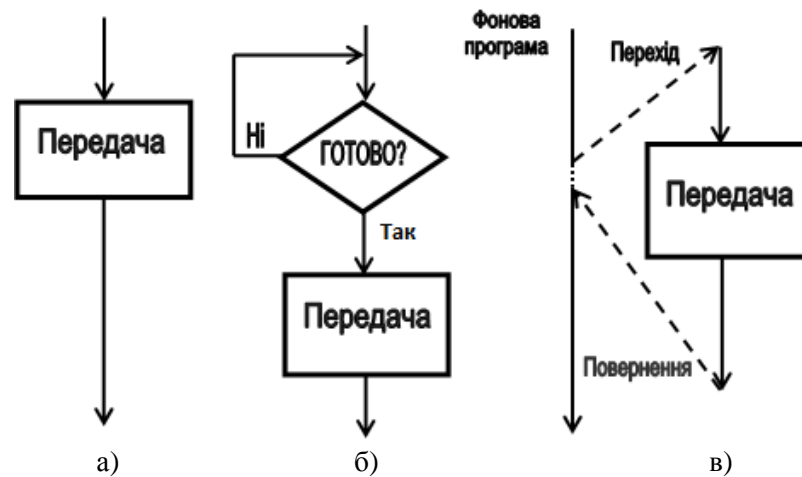 Передача
а)
Ні
ГОТОВО?
Так
Передача
б)
Фонова
програма
Перехід
Передача
Повернення
в)